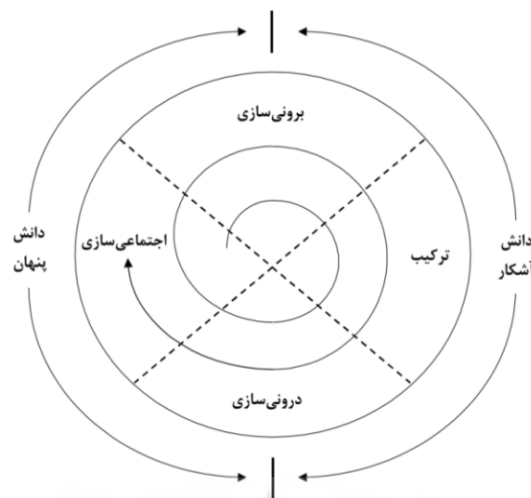 برونی‌سازی
دانش
آشکار
ترکیب
اجتماعی‌سازی
دانش
پنهان
درونی‌سازی